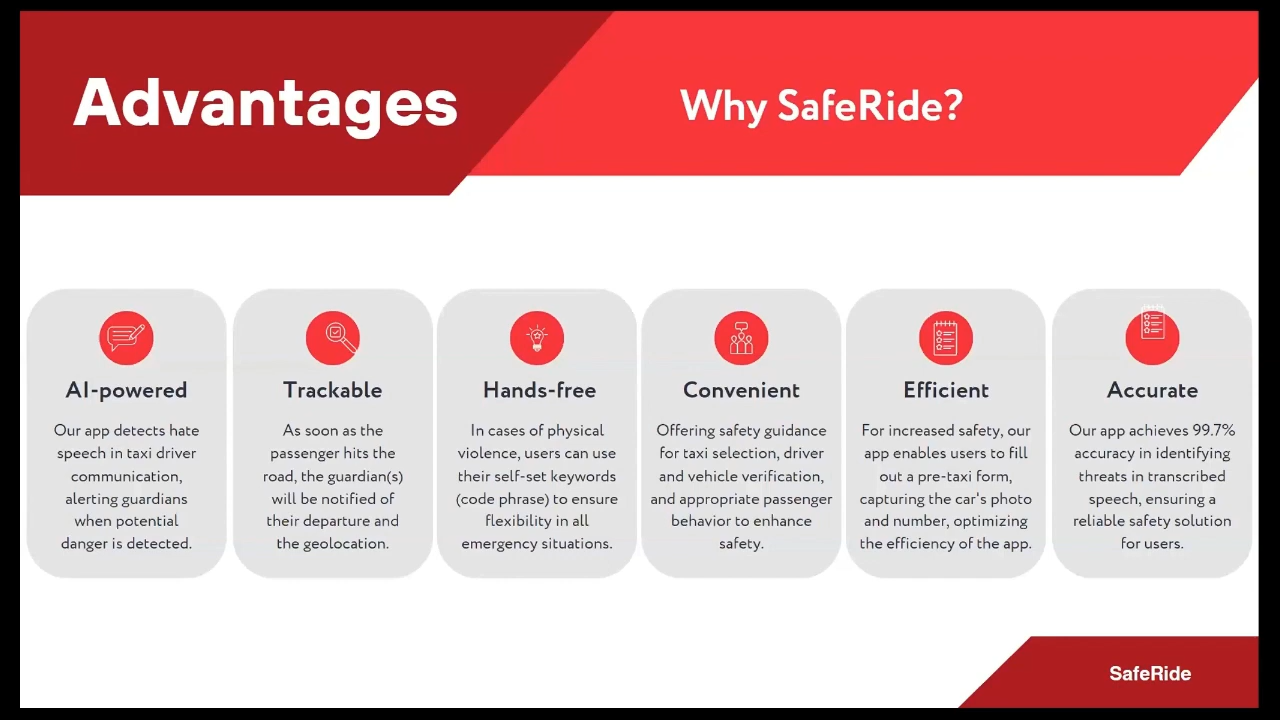 Advantages
Why SafeRide?
AI-powered
Our app detects hate
speech in taxi driver
communication,
alerting guardians
when potential
danger is detected.
Trackable
As soon as the
passenger hits the
road, the guardian(s)
will be notified of
their departure and
the geolocation.
Hands-free
In cases of physical
violence, users can use
their self-set keywords
(code phrase) to ensure
flexibility in all
emergency situations.
Convenient
Offering safety guidance
for taxi selection, driver
and vehicle verification,
and appropriate passenger
behavior to enhance
safety.
Efficient
For increased safety, our
app enables users to fill
out a pre-taxi form,
capturing the car's photo
and number, optimizing
the efficiency of the app.
Accurate
Our app achieves 99.7%
accuracy in identifying
threats in transcribed
speech, ensuring a
reliable safety solution
for users.
SafeRide